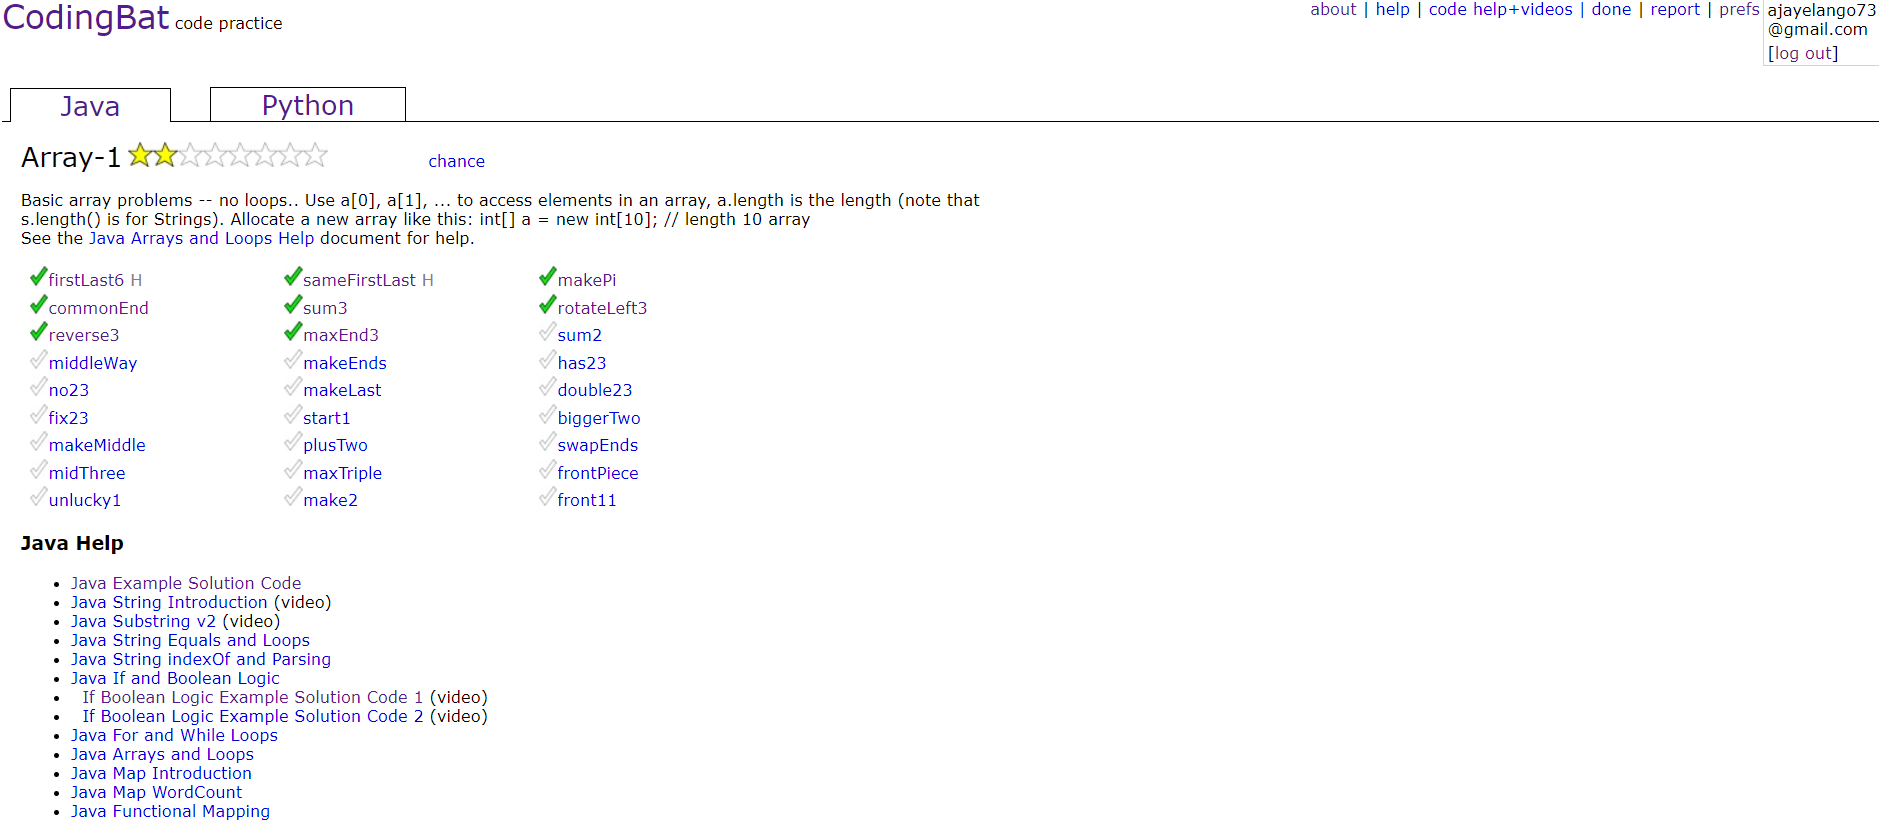 CodingBat code practice
about | help | code help+videos | done | report | prefs
ajayelango73
@gmail.com
[log out]
Java
Python
Array-1
chance
Basic array problems -- no loops.. Use a[0], a[1], ... to access elements in an array, a.length is the length (note that
s.length() is for Strings). Allocate a new array like this: int[] a = new int[10]; // length 10 array
See the Java Arrays and Loops Help document for help.
firstLast6 H sameFirstLast H makePi
commonEnd sum3 rotateLeft3
reverse3 maxEnd3 sum2
middleWay makeEnds has23
no23 makeLast double23
fix23 start1 biggerTwo
makeMiddle plusTwo swapEnds
midThree maxTriple frontPiece
unlucky1 make2 front11
Java Help
Java Example Solution Code
Java String Introduction (video)
Java Substring v2 (video)
Java String Equals and Loops
Java String indexOf and Parsing
Java If and Boolean Logic
If Boolean Logic Example Solution Code 1 (video)
If Boolean Logic Example Solution Code 2 (video)
Java For and While Loops
Java Arrays and Loops
Java Map Introduction
Java Map WordCount
Java Functional Mapping